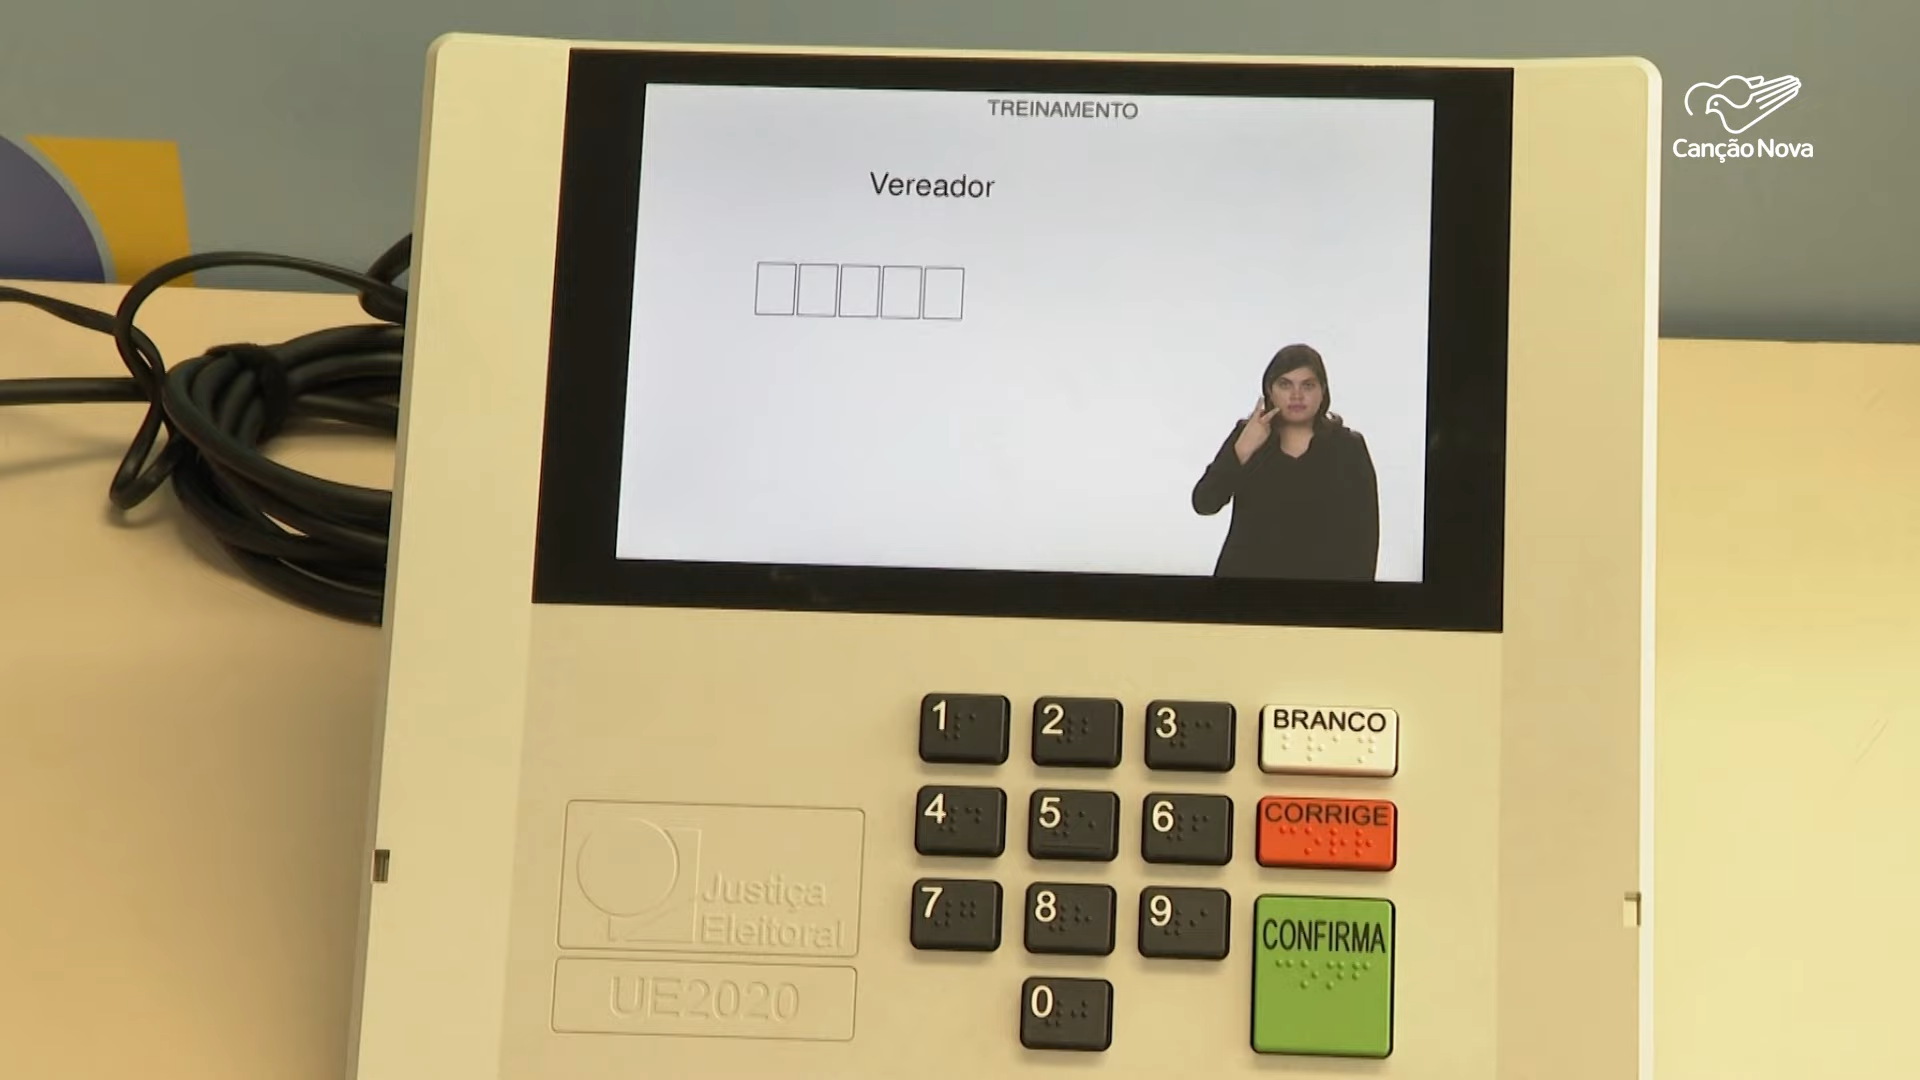 TREINAMENTO
Canção Nova
Vereador
1 2 3 BRANCO
4 5 6 CORRIGE
7 8 9 CONFIRMA
0
Justiça
Eleitoral
UE2020